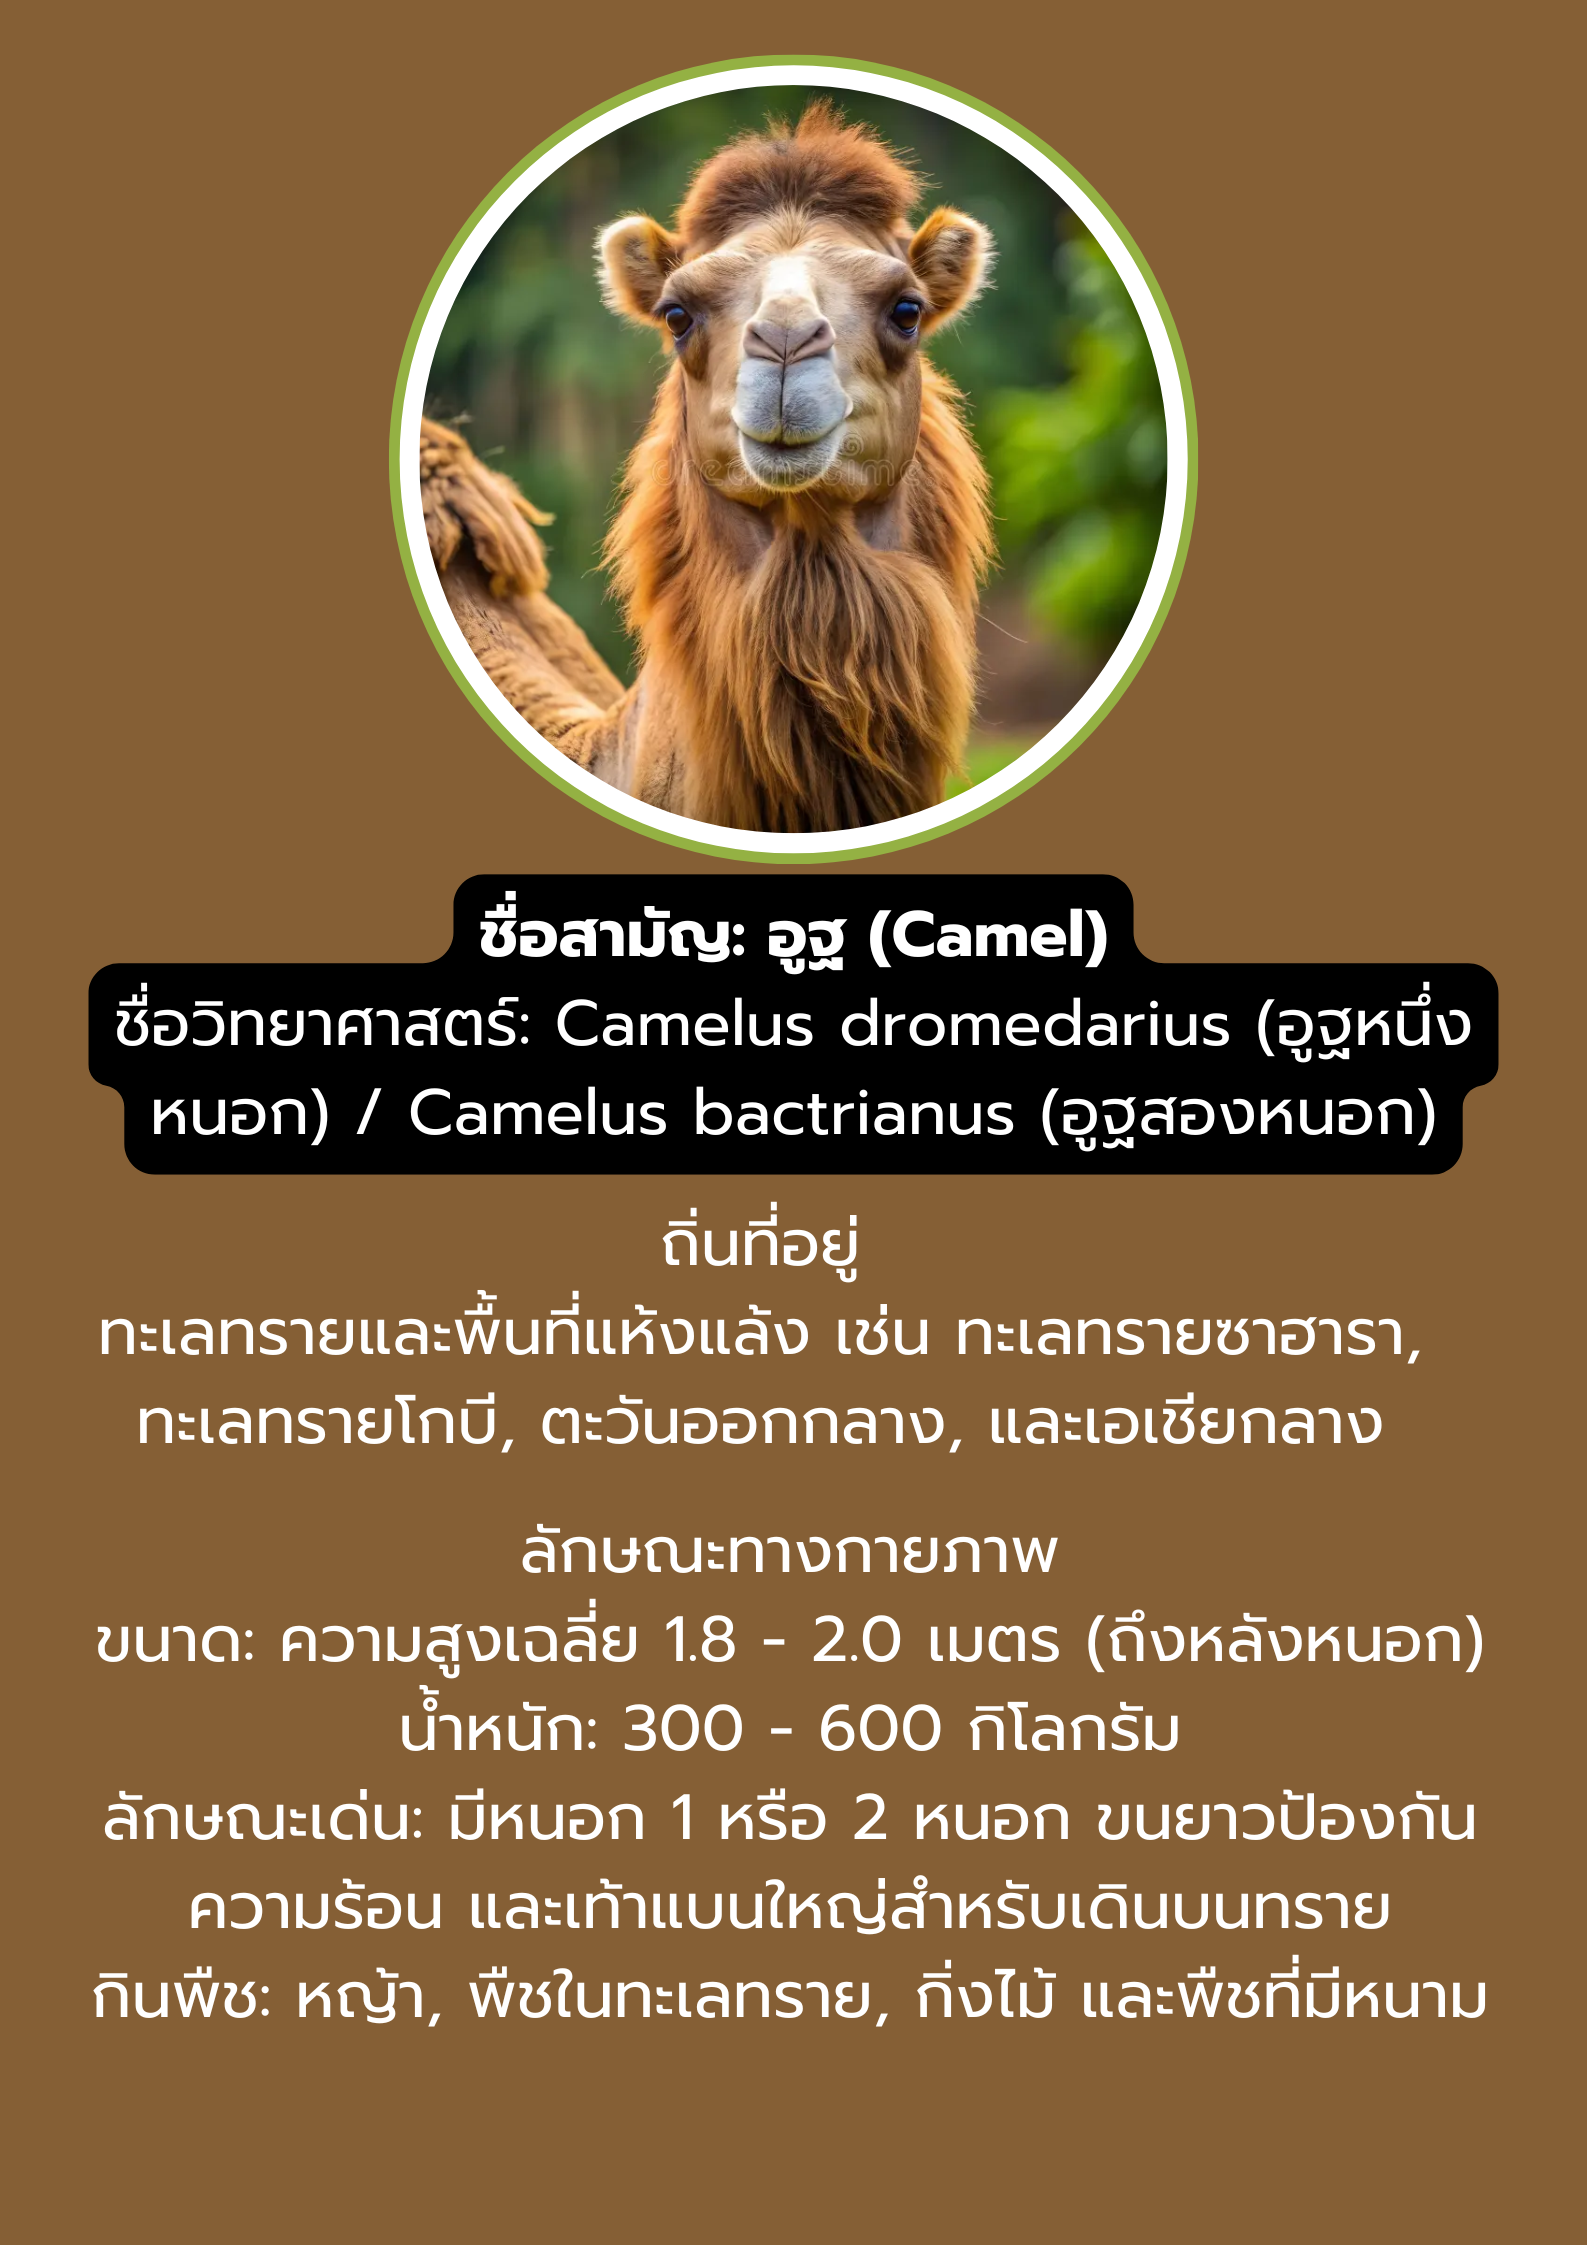 dreamstime
ชื่อสามัญ: อูฐ (Camel)
ชื่อวิทยาศาสตร์: Camelus dromedarius (อูฐหนึ่ง
หนอก) / Camelus bactrianus (อูฐสองหนอก)
ถิ่นที่อยู่
ทะเลทรายและพื้นที่แห้งแล้ง เช่น ทะเลทรายซาฮารา,
ทะเลทรายโกบี, ตะวันออกกลาง, และเอเชียกลาง
ลักษณะทางกายภาพ
ขนาด: ความสูงเฉลี่ย 1.8 - 2.0 เมตร (ถึงหลังหนอก)
น้ำหนัก: 300 - 600 กิโลกรัม
ลักษณะเด่น: มีหนอก 1 หรือ 2 หนอก ขนยาวป้องกัน
ความร้อน และเท้าแบนใหญ่สำหรับเดินบนทราย
กินพืช: หญ้า, พืชในทะเลทราย, กิ่งไม้ และพืชที่มีหนาม